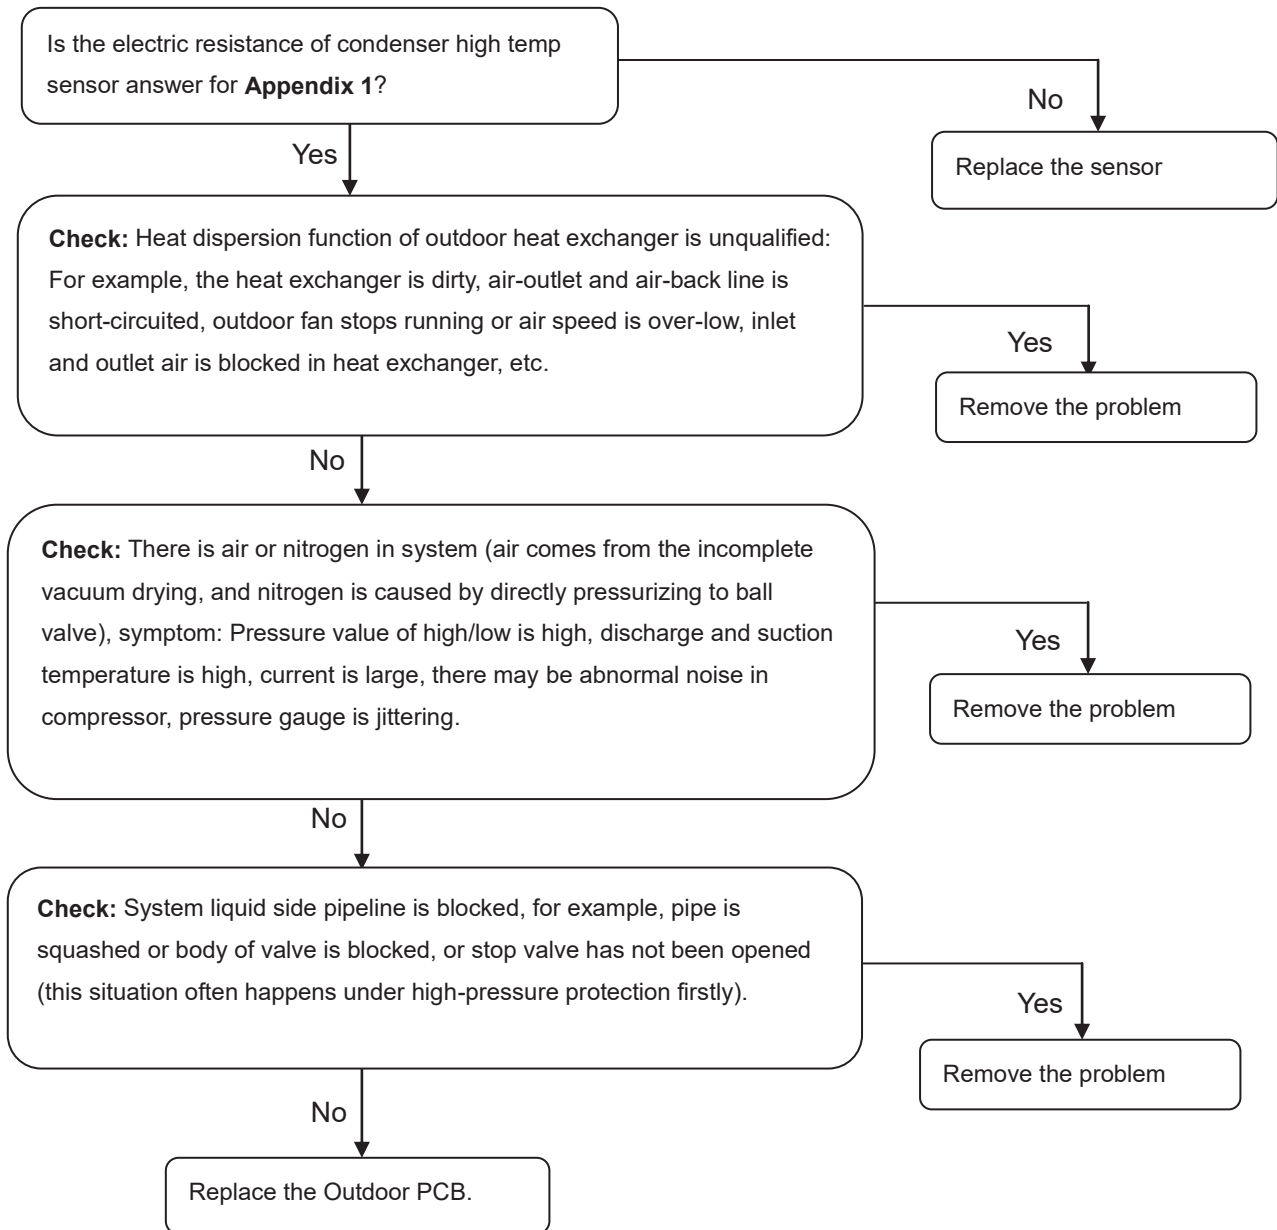 Is the electric resistance of condenser high temp
sensor answer for Appendix 1?
No
Replace the sensor
Yes
Check: Heat dispersion function of outdoor heat exchanger is unqualified:
For example, the heat exchanger is dirty, air-outlet and air-back line is
short-circuited, outdoor fan stops running or air speed is over-low, inlet
and outlet air is blocked in heat exchanger, etc.
Yes
Remove the problem
No
Check: There is air or nitrogen in system (air comes from the incomplete
vacuum drying, and nitrogen is caused by directly pressurizing to ball
valve), symptom: Pressure value of high/low is high, discharge and suction
temperature is high, current is large, there may be abnormal noise in
compressor, pressure gauge is jittering.
Yes
Remove the problem
No
Check: System liquid side pipeline is blocked, for example, pipe is
squashed or body of valve is blocked, or stop valve has not been opened
(this situation often happens under high-pressure protection firstly).
Yes
Remove the problem
No
Replace the Outdoor PCB.